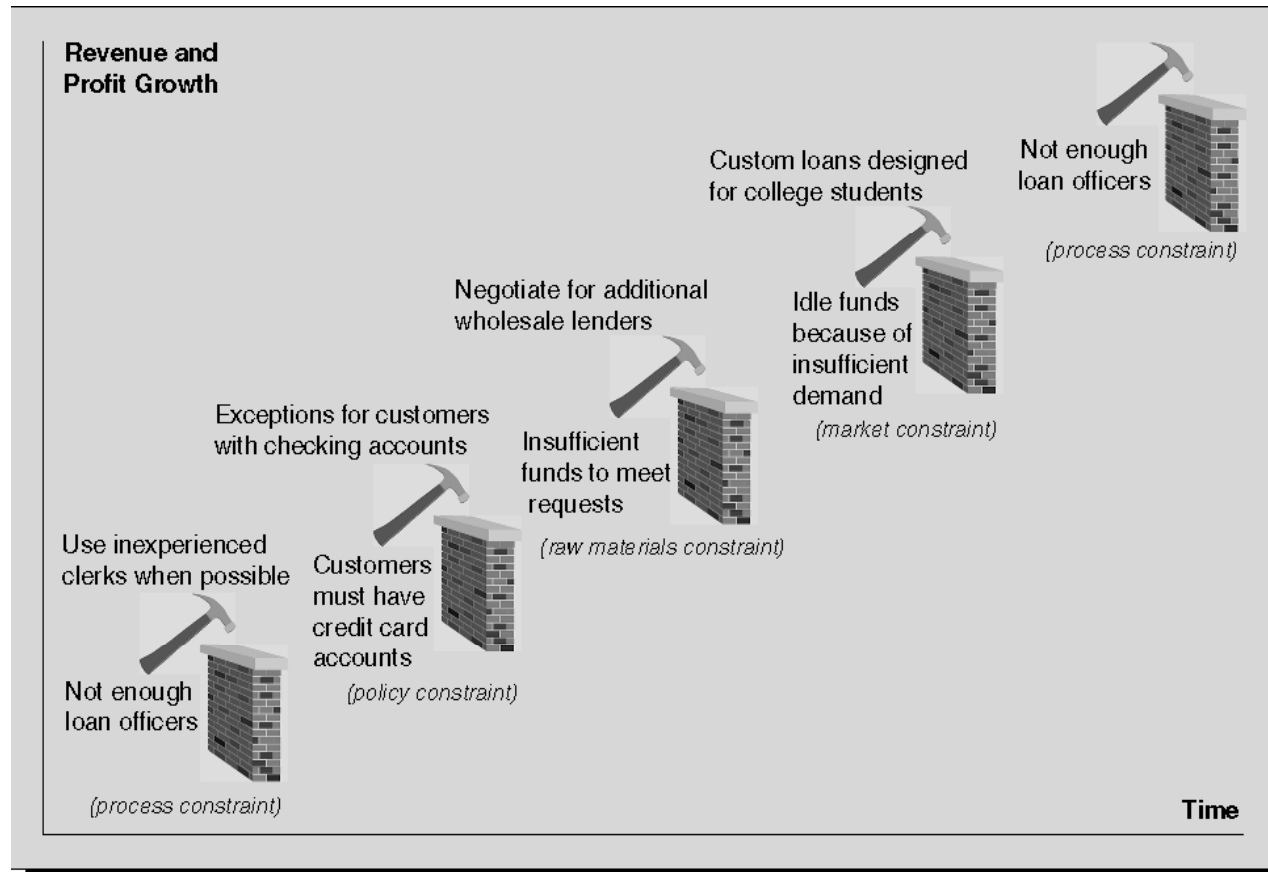 Revenue and
Profit Growth
Not enough
loan officers
(process constraint)
Custom loans designed
for college students
Idle funds
because of
insufficient
demand
(market constraint)
Negotiate for additional
wholesale lenders
Insufficient
funds to meet
requests
(raw materials constraint)
Exceptions for customers
with checking accounts
Customers
must have
credit card
accounts
(policy constraint)
Use inexperienced
clerks when possible
Not enough
loan officers
(process constraint)
Time